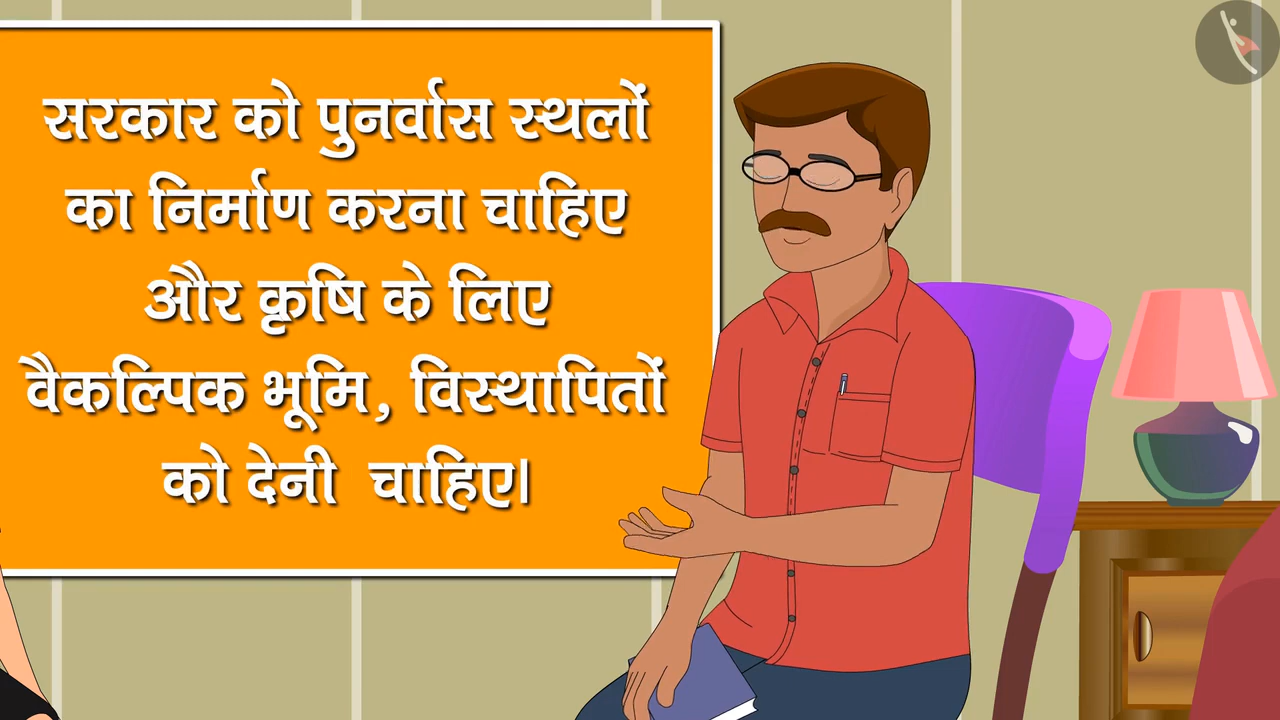 सरकार को पुनर्वास स्थलों
का निर्माण करना चाहिए
और कृषि के लिए
वैकल्पिक भूमि, विस्थापितों
को देनी चाहिए।